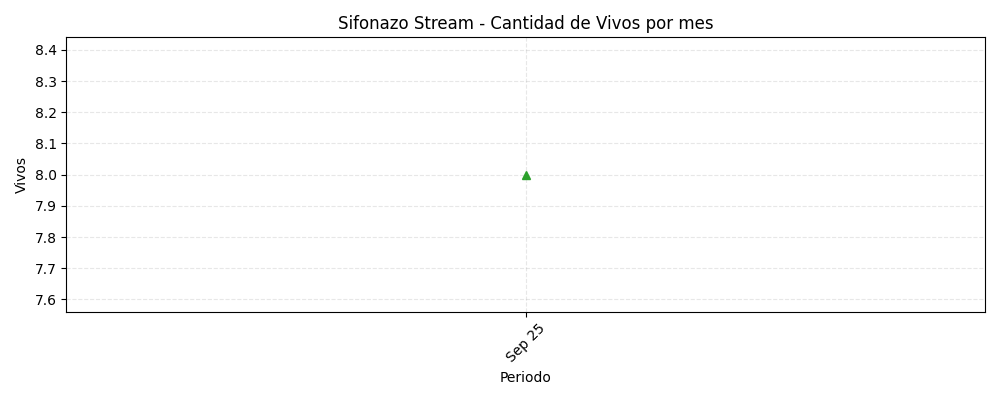 Sifonazo Stream - Cantidad de Vivos por mes
8.4
8.3
8.2
8.1
8.0
7.9
7.8
7.7
7.6
Vivos
Sep 25
Periodo